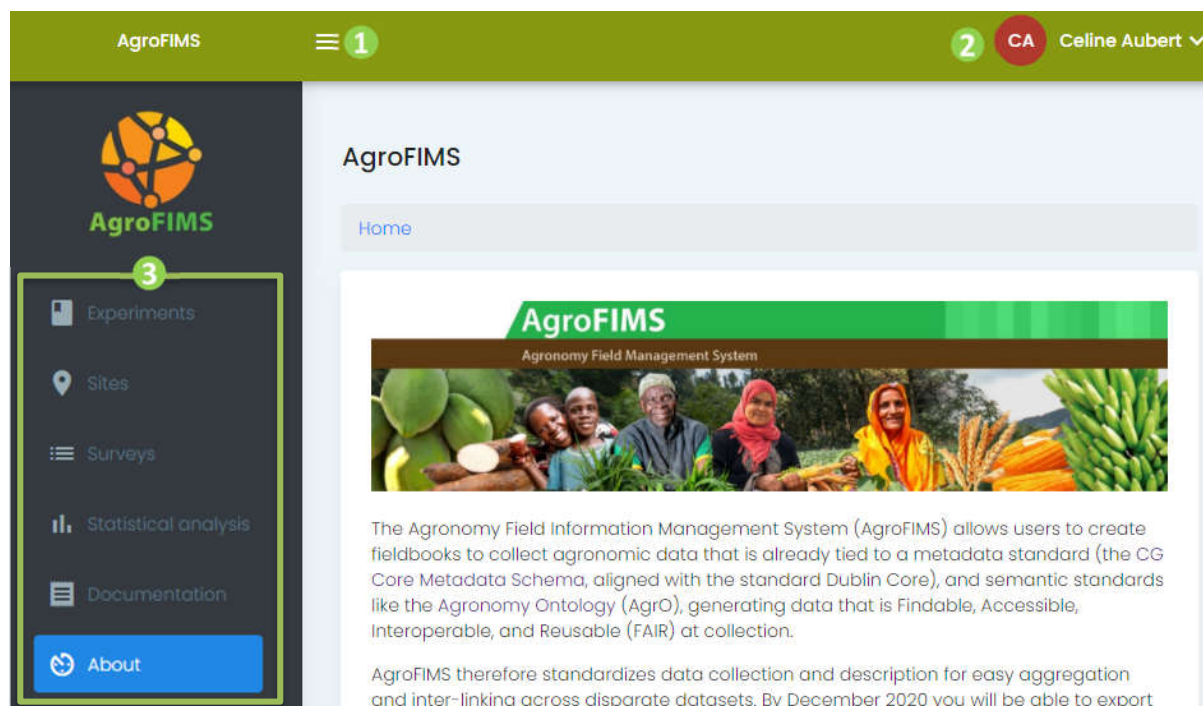 AgroFIMS
1
2
CA
Celine Aubert
AgroFIMS
3
Experiments
Sites
Surveys
Statistical analysis
Documentation
About
AgroFIMS
Home
AgroFIMS
Agronomy Field Management System
The Agronomy Field Information Management System (AgroFIMS) allows users to create
fieldbooks to collect agronomic data that is already tied to a metadata standard (the CG
Core Metadata Schema, aligned with the standard Dublin Core), and semantic standards
like the Agronomy Ontology (AgrO), generating data that is Findable, Accessible,
Interoperable, and Reusable (FAIR) at collection.
AgroFIMS therefore standardizes data collection and description for easy aggregation
and inter-linking across disparate datasets. By December 2020 you will be able to export